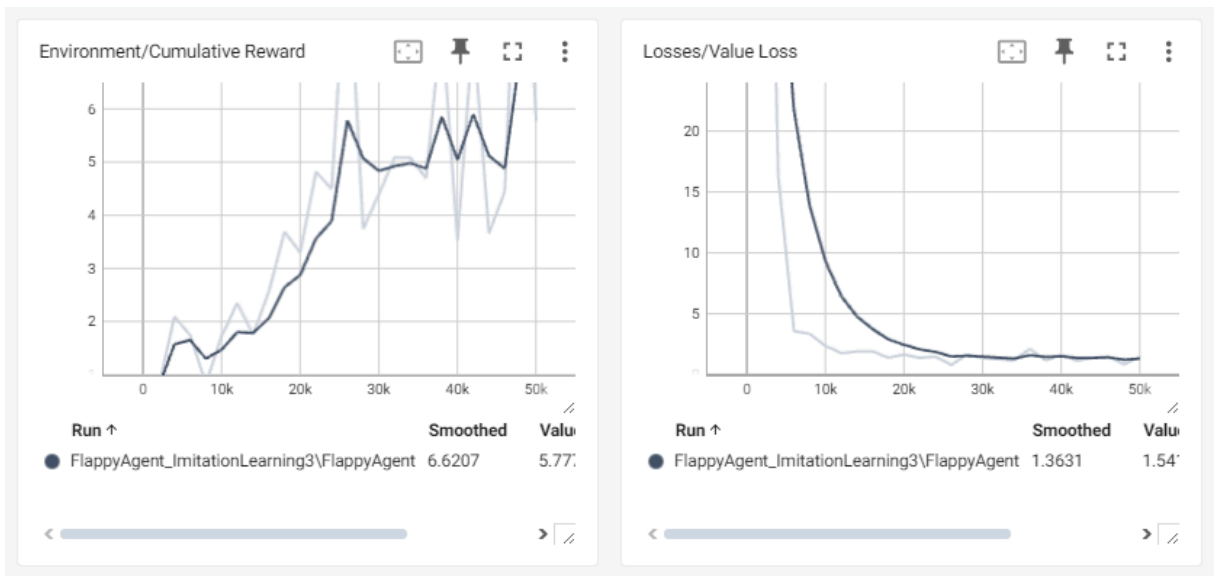 Environment/Cumulative Reward
6
5
4
3
2
0 10k 20k 30k 40k 50k
Run ↑ Smoothed Valu
FlappyAgent_ImitationLearning3\FlappyAgent 6.6207 5.777
Losses/Value Loss
20
15
10
5
0 10k 20k 30k 40k 50k
Run ↑ Smoothed Valu
FlappyAgent_ImitationLearning3\FlappyAgent 1.3631 1.541